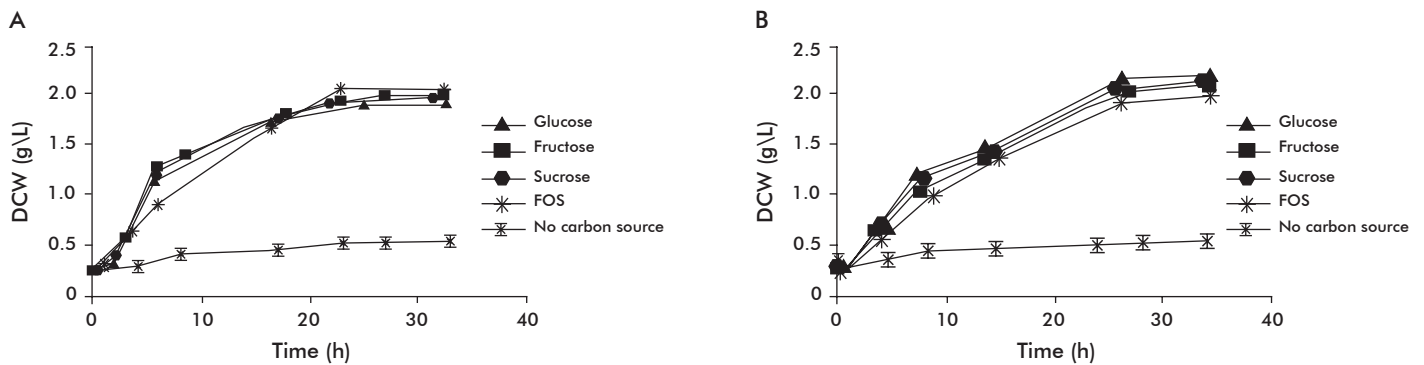 A
2.5
2.0
1.5
1.0
0.5
0
DCW (g\L)
0 10 20 30 40
Time (h)
Glucose
Fructose
Sucrose
FOS
No carbon source
B
2.5
2.0
1.5
1.0
0.5
0
DCW (g\L)
0 10 20 30 40
Time (h)
Glucose
Fructose
Sucrose
FOS
No carbon source